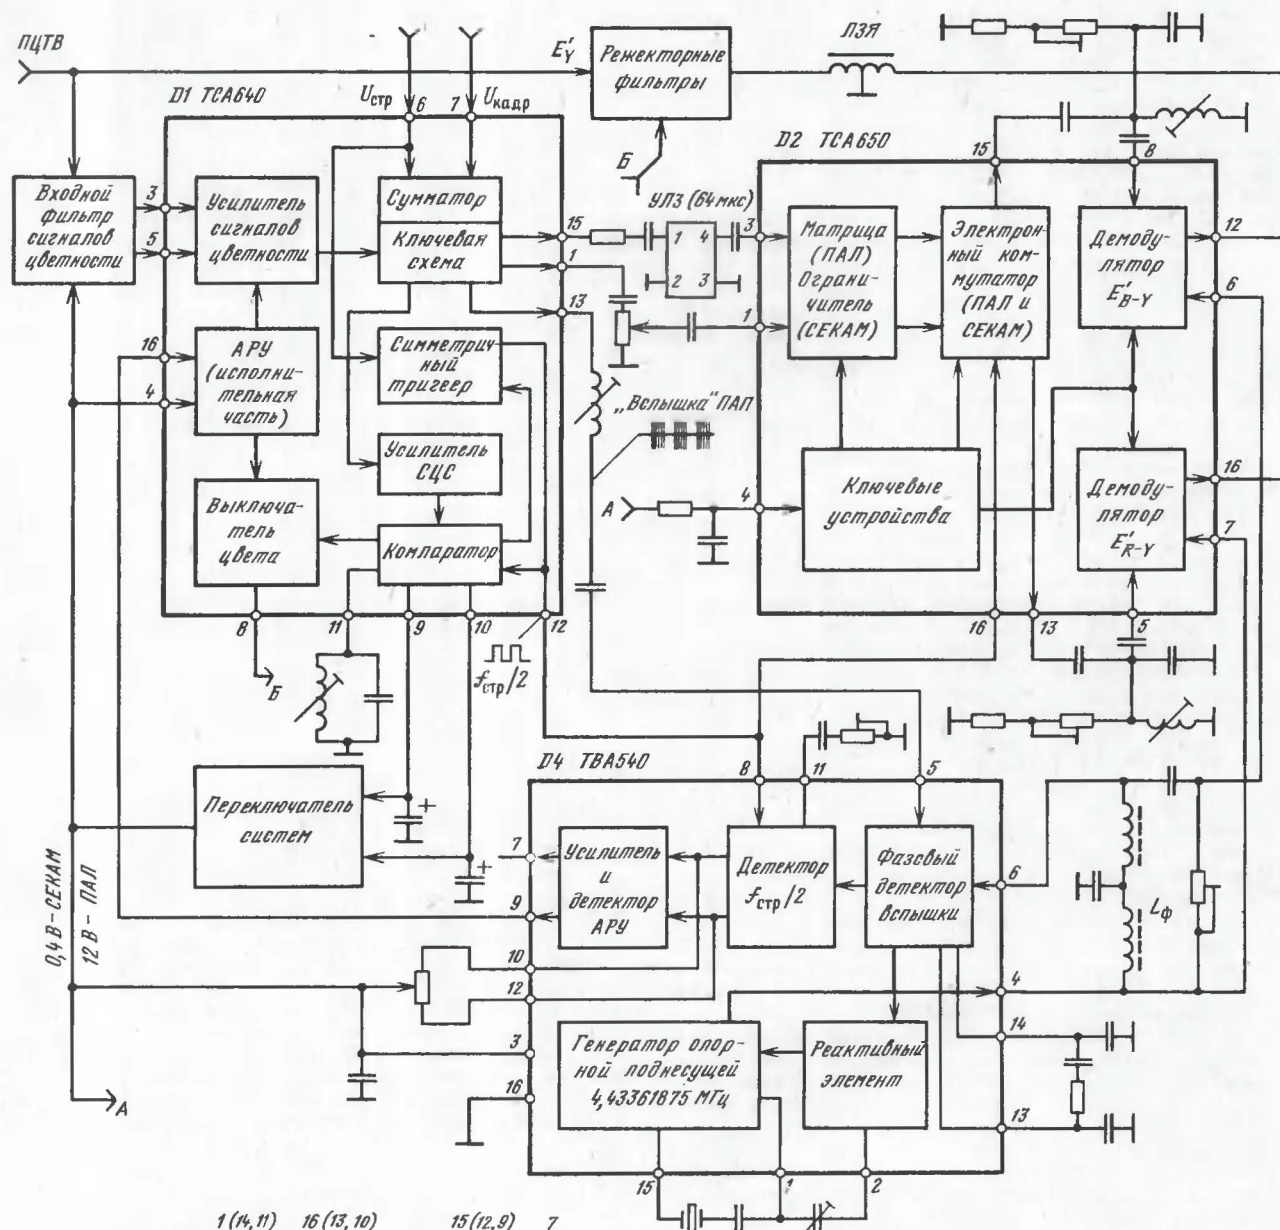 ПЦТВ
D1 TCA640
Uстр
6
7
Uкадр
E'Y
Режекторные
фильтры
ЛЗЯ
Б
D2 TCA650
15
8
Входной
фильтр
сигналов
цветности
3
5
Усилитель
сигналов
цветности
Сумматор
Ключевая
схема
15
1
13
УЛЗ (64 мкс)
1
4
2
3
3
1
Матрица
(ПАЛ)
Ограни-
читель
(СЕКАМ)
Электрон-
ный ком-
мутатор
(ПАЛ и
СЕКАМ)
Демоду-
лятор
E'B-Y
12
6
16
4
АРУ
(исполни-
тельная
часть)
Симметрич-
ный
триггер
„Вспышка" ПАП
Усилитель
СЦС
Выключа-
тель
цвета
Компаратор
А
4
Ключевые
устройства
Демоду-
лятор
E'R-Y
16
7
8
11
9
10
12
fстр/2
Б
16
13
5
Переключатель
систем
0,4В-СЕКАМ
12В-ПАЛ
D4 TBA540
8
11
5
7
9
10
12
3
16
Усилитель
и
детектор
АРУ
Детектор
fстр/2
Фазовый
детектор
вспышки
6
Lф
4
14
13
Генератор опор-
ной поднесущей
4,43361875 МГц
Реактивный
элемент
А
15
1
2
1(14,11)
16(13,10)
15(12,9)
7